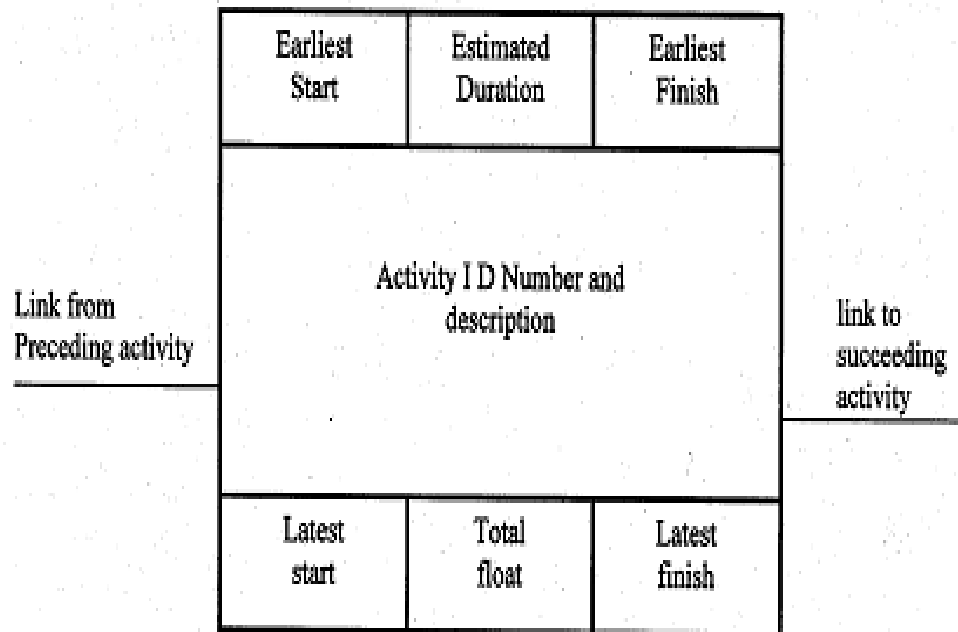 Earliest
Start
Estimated
Duration
Earliest
Finish
Link from
Preceding activity
Activity I D Number and
description
link to
succeeding
activity
Latest
start
Total
float
Latest
finish